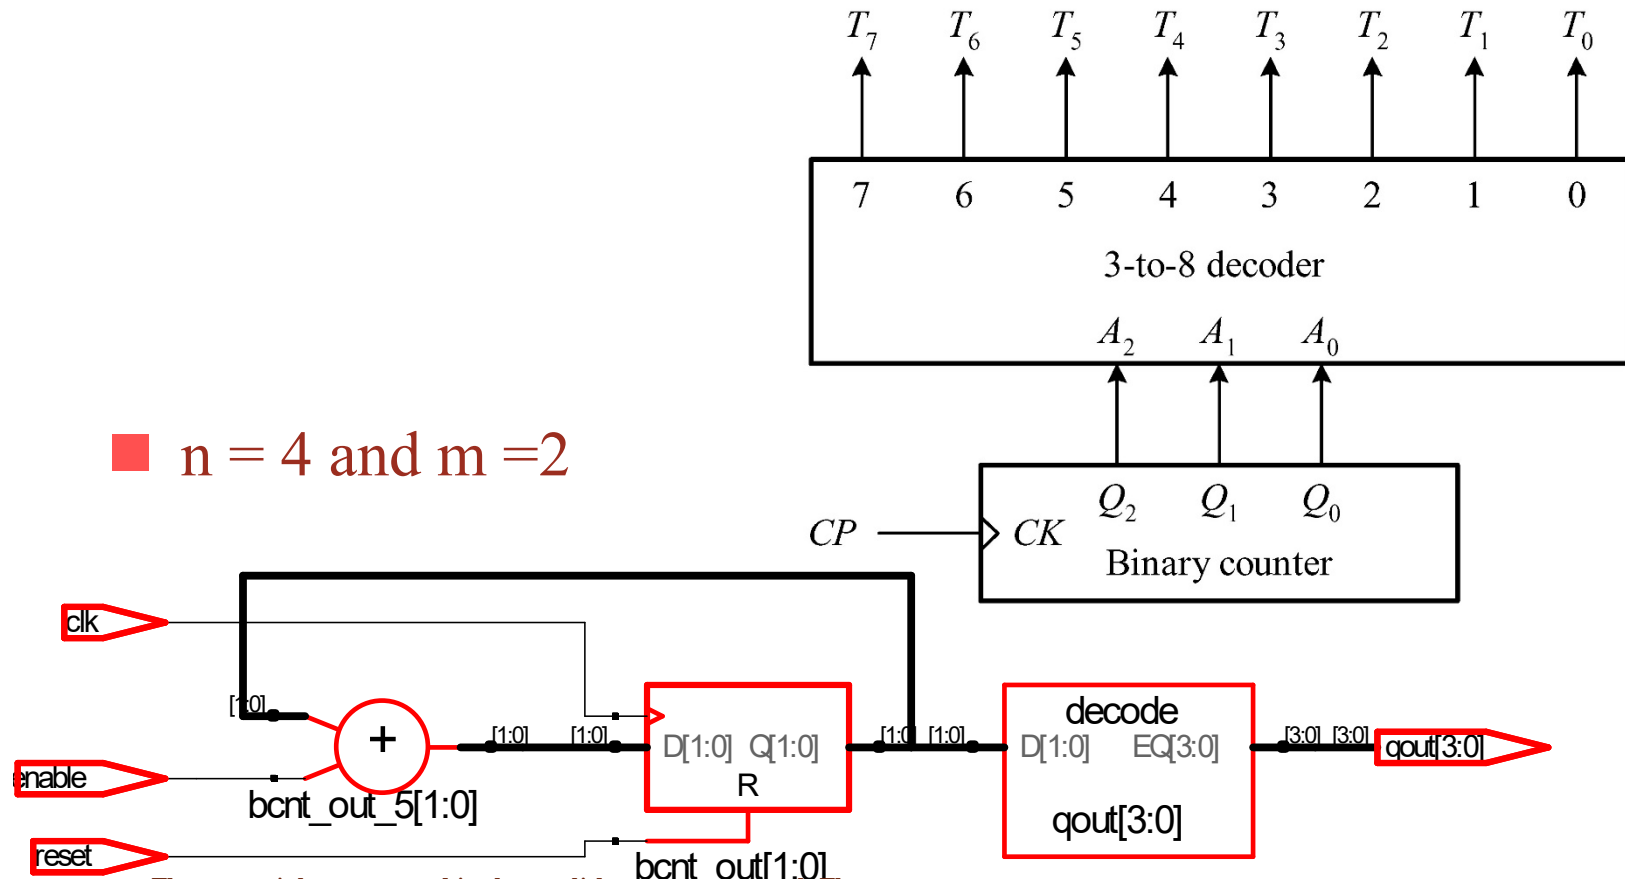 T7 T6 T5 T4 T3 T2 T1 T0
7 6 5 4 3 2 1 0
3-to-8 decoder
A2 A1 A0
n = 4 and m =2
Q2 Q1 Q0
CP CK
Binary counter
clk
[1:0]
+
[1:0] [1:0]
D[1:0] Q[1:0]
R
[1:0] [1:0]
decode
D[1:0] EQ[3:0]
[3:0] [3:0]
qout[3:0]
enable
bcnt_out_5[1:0]
qout[3:0]
reset
bcnt_out[1:0]